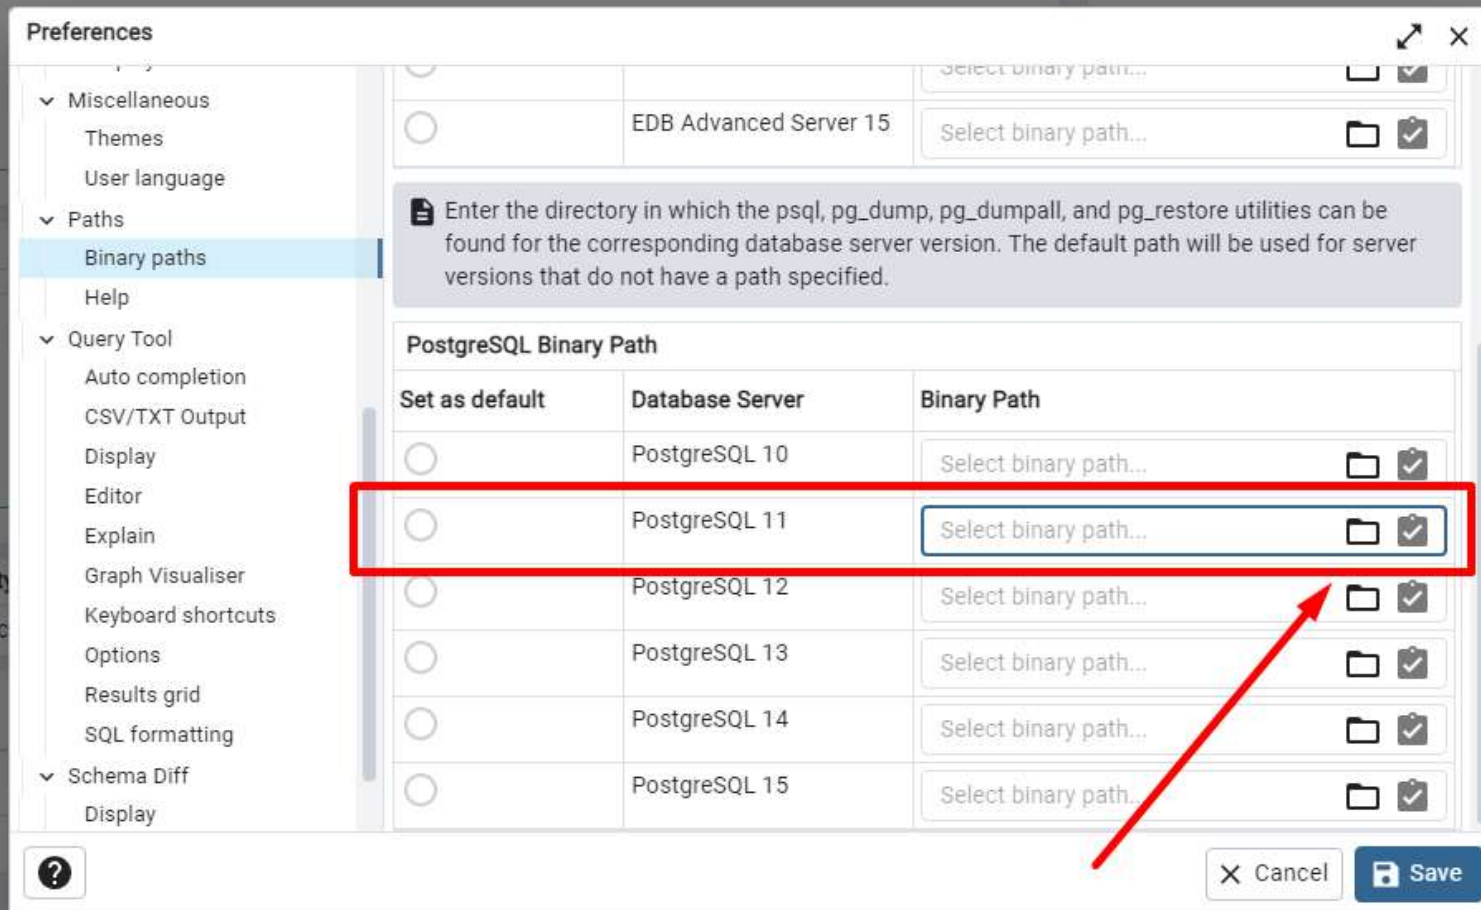 Preferences
Miscellaneous
Themes
User language
Paths
Binary paths
Help
Query Tool
Auto completion
CSV/TXT Output
Display
Editor
Explain
Graph Visualiser
Keyboard shortcuts
Options
Results grid
SQL formatting
Schema Diff
Display
Select binary path...
EDB Advanced Server 15
Select binary path...
Enter the directory in which the psql, pg_dump, pg_dumpall, and pg_restore utilities can be
found for the corresponding database server version. The default path will be used for server
versions that do not have a path specified.
PostgreSQL Binary Path
Set as default Database Server Binary Path
PostgreSQL 10 Select binary path...
PostgreSQL 11 Select binary path...
PostgreSQL 12 Select binary path...
PostgreSQL 13 Select binary path...
PostgreSQL 14 Select binary path...
PostgreSQL 15 Select binary path...
Cancel
Save